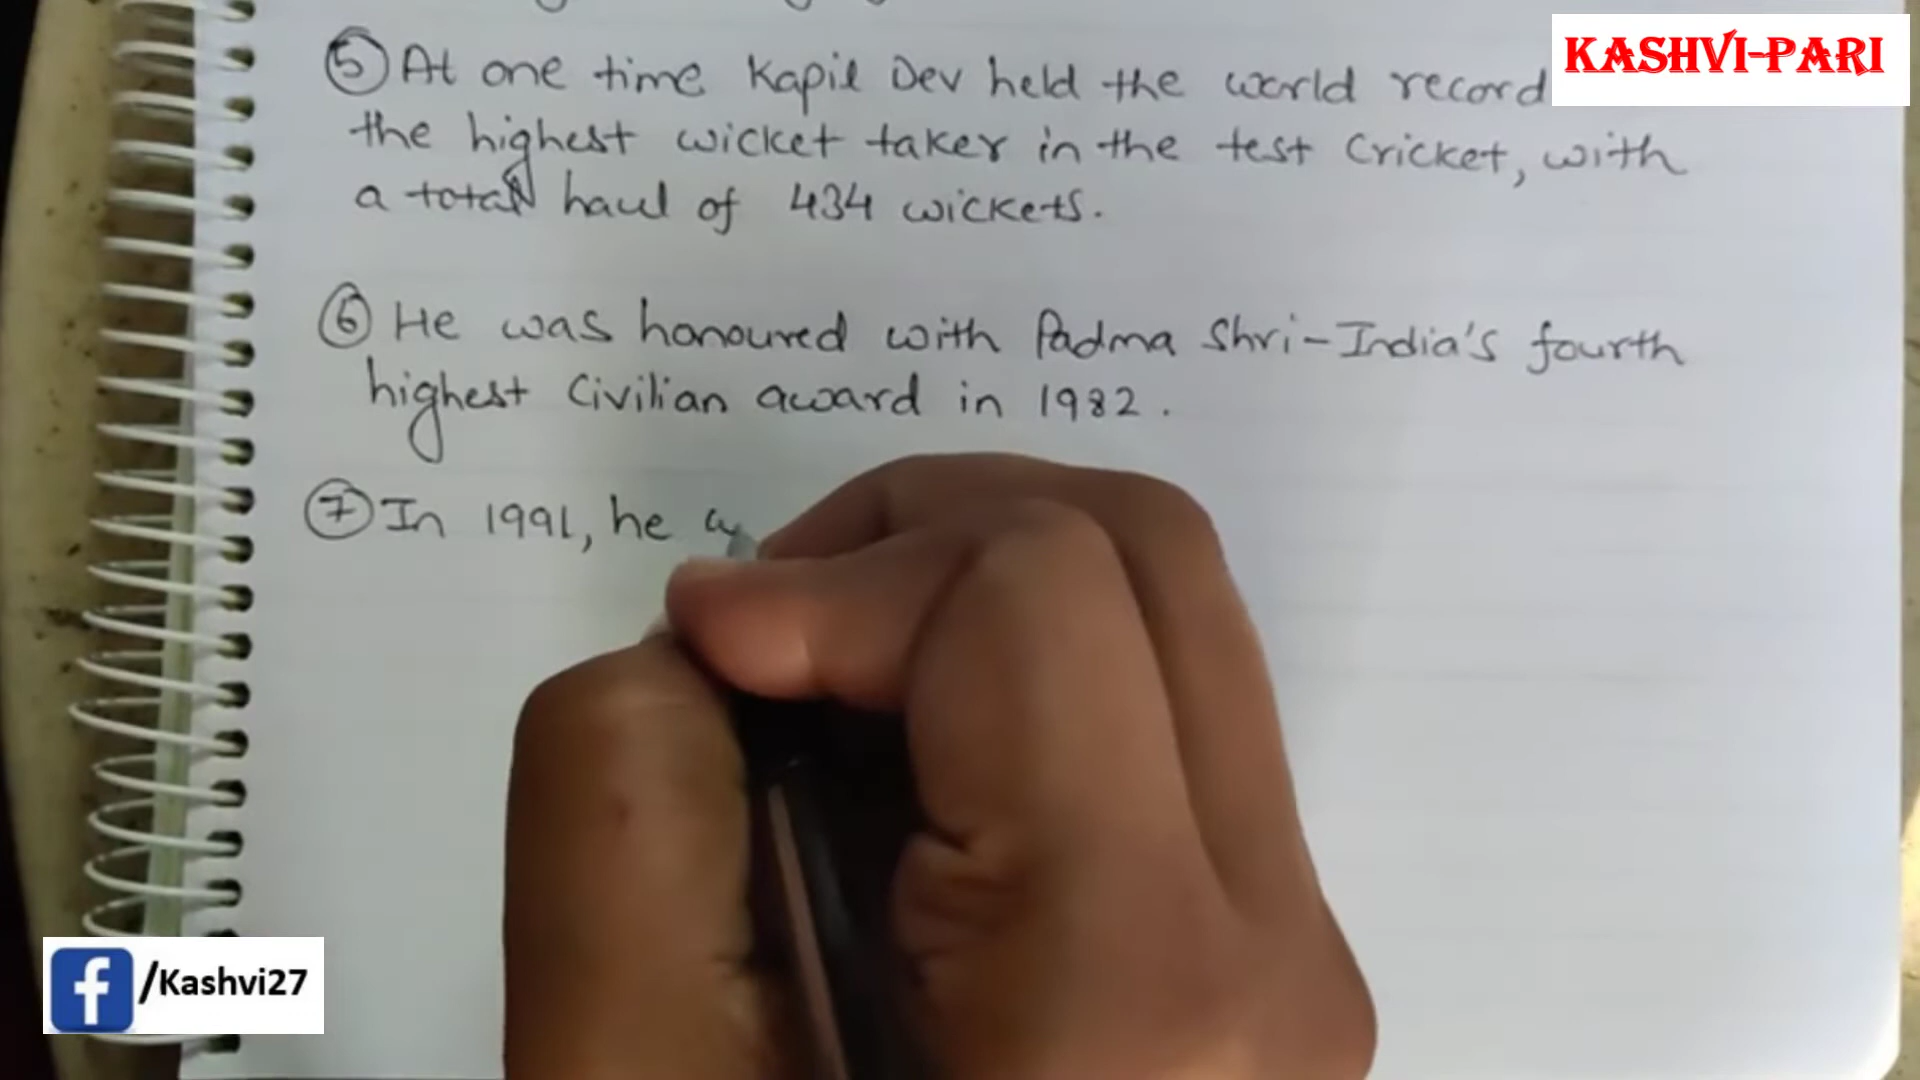 KASHVI-PARI
⑤ At one time Kapil Dev held the world record
the highest wicket taker in the test Cricket, with
a total haul of 434 wickets.
⑥ He was honoured with Padma Shri-India's fourth
highest Civilian award in 1982.
⑦ In 1991, he
/Kashvi27